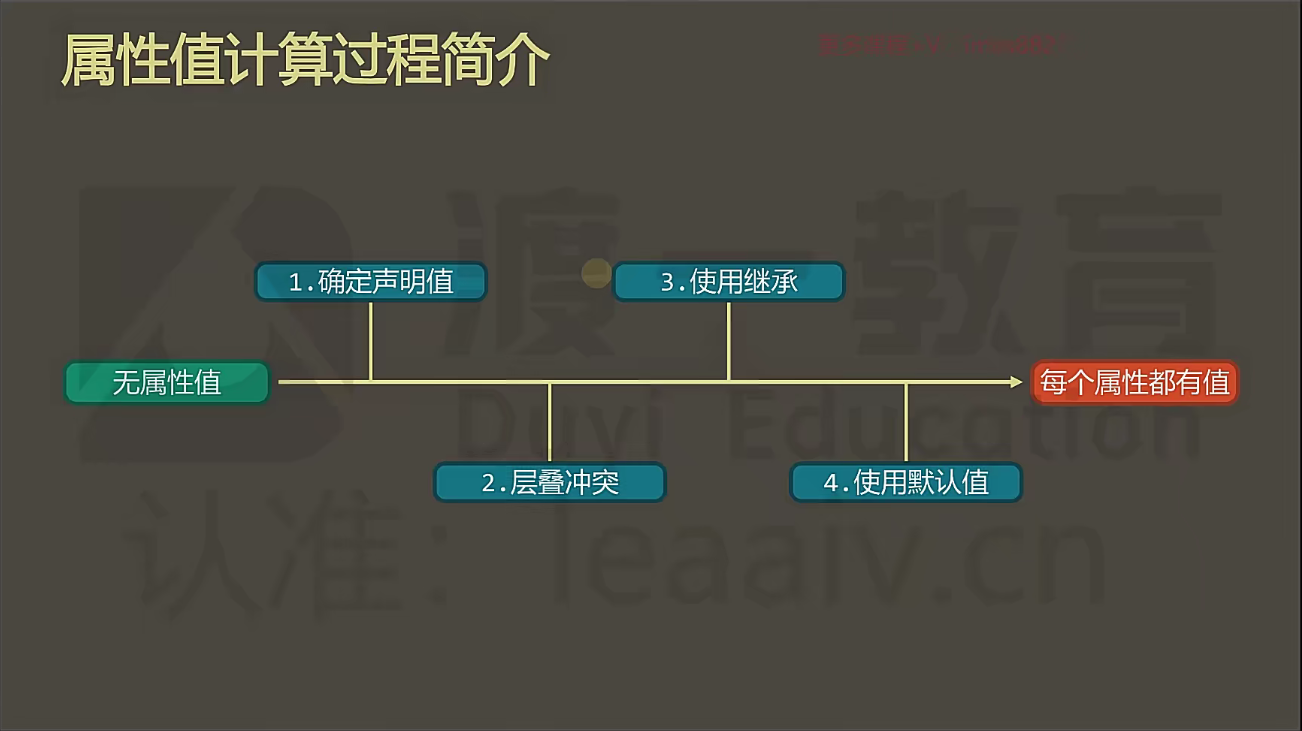 属性值计算过程简介
渡一教育
Duyi Education
认准：leaaiv.cn
1.确定声明值
3.使用继承
无属性值
每个属性都有值
2.层叠冲突
4.使用默认值